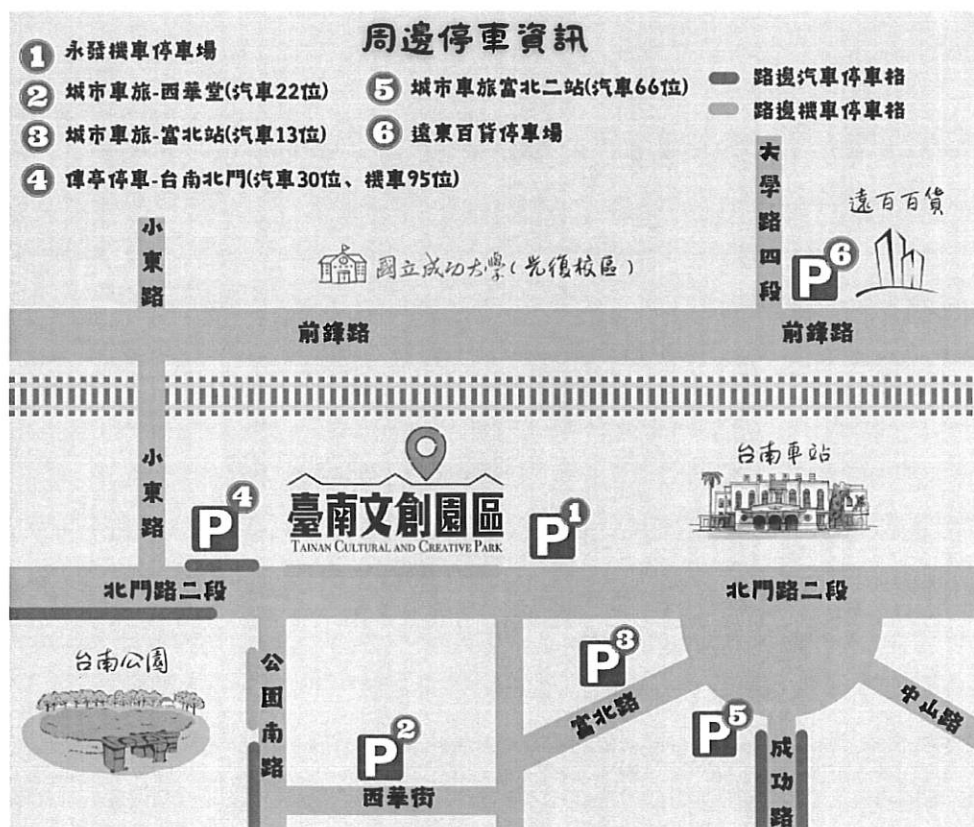 周邊停車資訊
1 永發機車停車場
2 城市車旅-西華堂(汽車22位)
3 城市車旅-富北站(汽車13位)
4 傳亭停車-台南北門(汽車30位、機車95位)
5 城市車旅富北二站(汽車66位)
6 遠東百貨停車場
路邊汽車停車格
路邊機車停車格
小東路
國立成功大學(光復校區)
大學路四段
遠百百貨
P6
前鋒路
前鋒路
小東路
P4
臺南文創園區
TAINAN CULTURAL AND CREATIVE PARK
P1
台南車站
北門路二段
北門路二段
台南公園
公園南路
P2
西華街
P3
富北路
P5
成功路
中山路